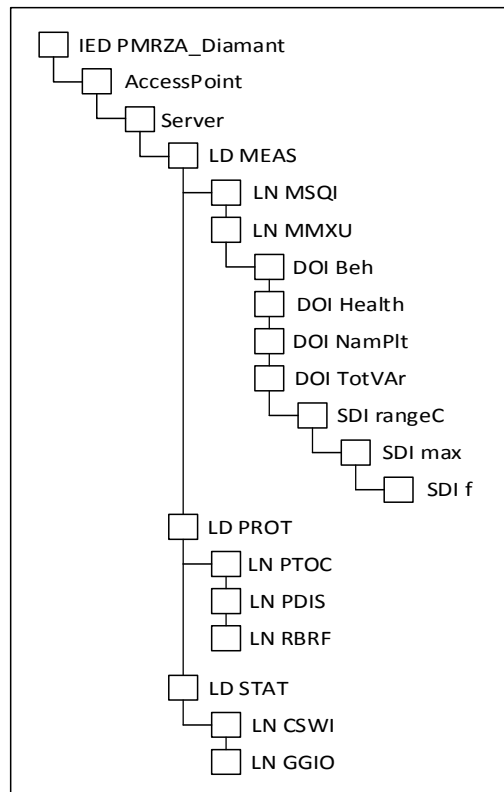 IED PMRZA_Diamant
AccessPoint
Server
LD MEAS
LN MSQI
LN MMXU
DOI Beh
DOI Health
DOI NamPlt
DOI TotVAr
SDI rangeC
SDI max
SDI f
LD PROT
LN PTOC
LN PDIS
LN RBRF
LD STAT
LN CSWI
LN GGIO